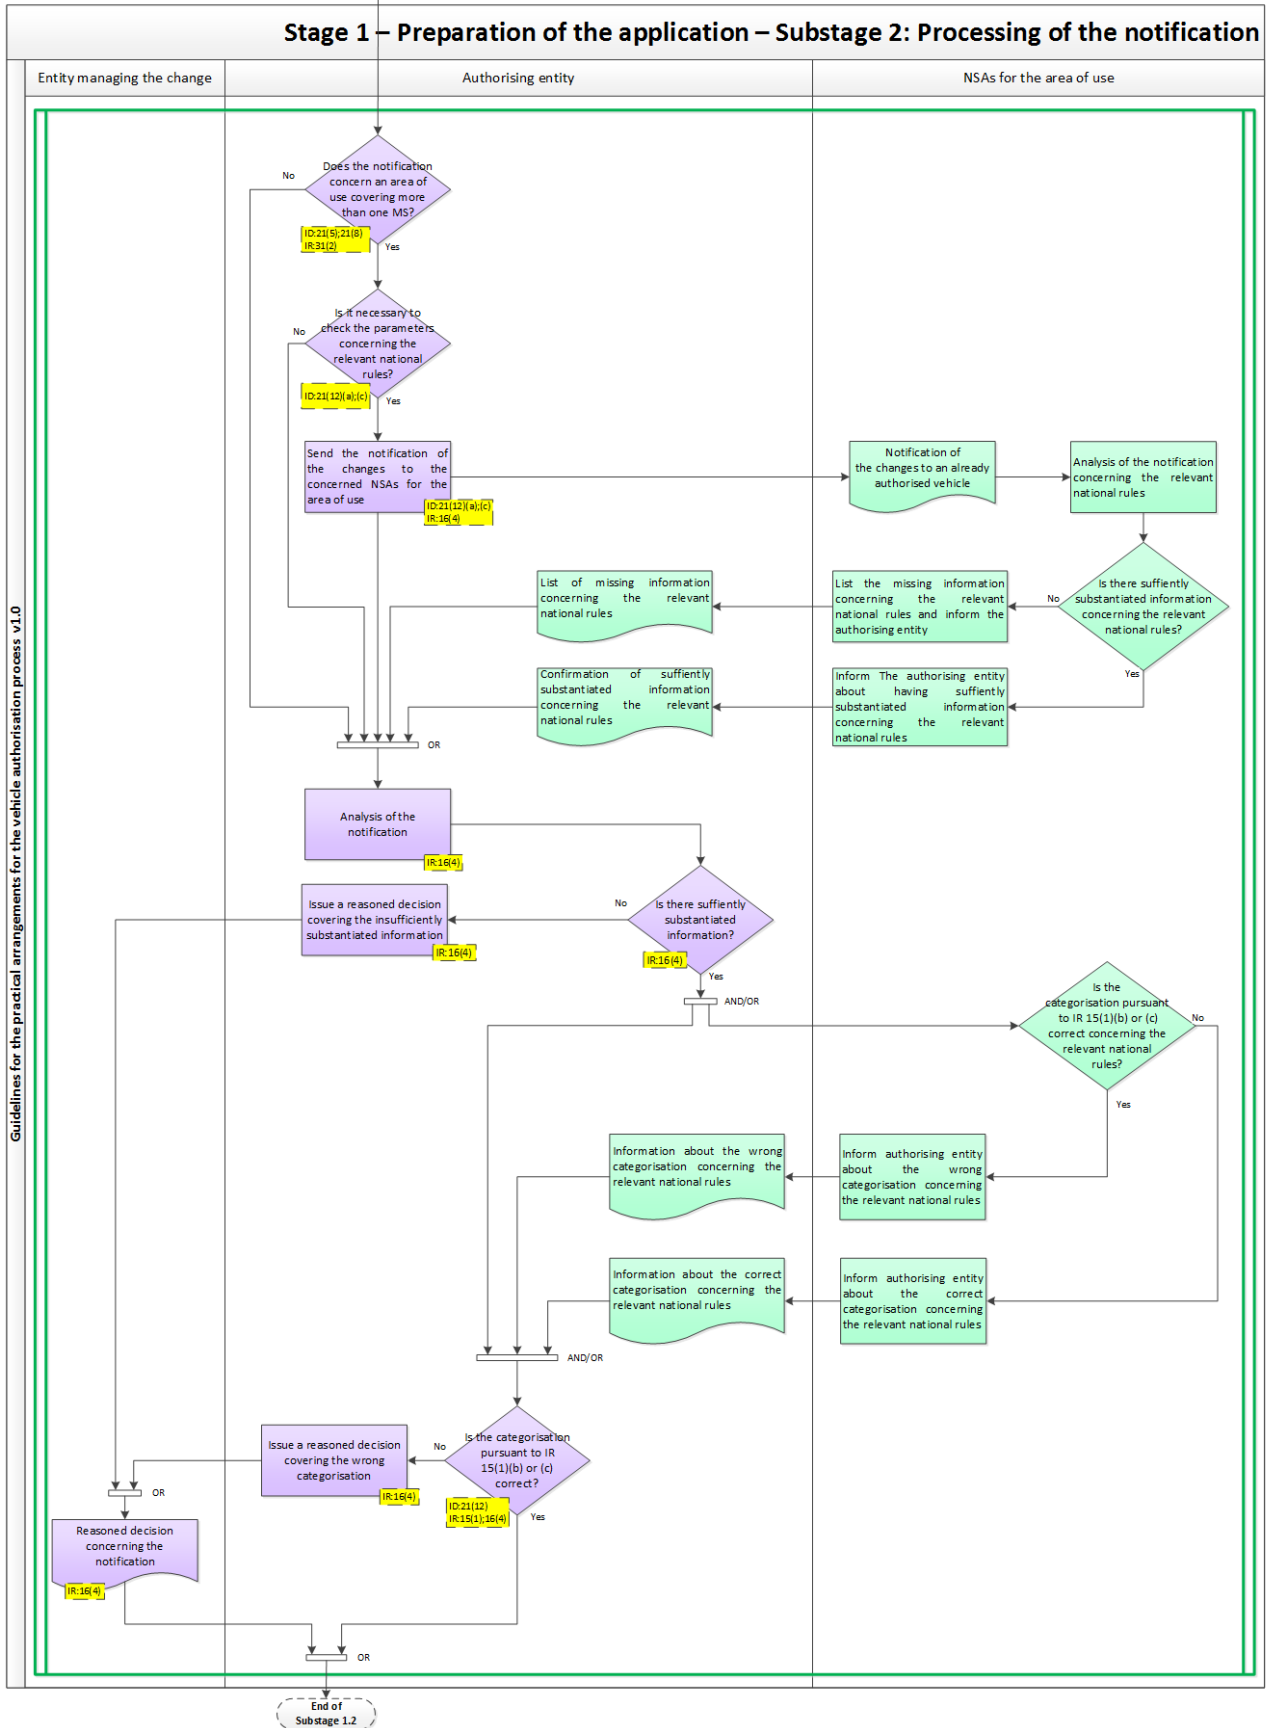 Stage 1 – Preparation of the application – Substage 2: Processing of the notification
Entity managing the change
Authorising entity
NSAs for the area of use
Guidelines for the practical arrangements for the vehicle authorisation process v1.0
Does the notification
concern an area of
use covering more
than one MS?
No
ID:21(5);21(8)
IR:31(2)
Yes
Is it necessary to
check the parameters
concerning the
relevant national
rules?
No
ID:21(12)(a);(c)
Yes
Send the notification of
the changes to the
concerned NSAs for the
area of use
ID:21(12)(a);(c)
IR:16(4)
Notification of
the changes to an already
authorised vehicle
Analysis of the notification
concerning the relevant
national rules
Is there suffiently
substantiated information
concerning the relevant
national rules?
No
Yes
List the missing information
concerning the relevant
national rules and inform the
authorising entity
List of missing information
concerning the relevant
national rules
Inform The authorising entity
about having suffiently
substantiated information
concerning the relevant
national rules
Confirmation of suffiently
substantiated information
concerning the relevant
national rules
OR
Analysis of the
notification
IR:16(4)
Is there suffiently
substantiated
information?
IR:16(4)
No
Yes
Issue a reasoned decision
covering the insufficiently
substantiated information
IR:16(4)
AND/OR
Is the
categorisation pursuant
to IR 15(1)(b) or (c)
correct concerning the
relevant national
rules?
No
Yes
Inform authorising entity
about the wrong
categorisation concerning
the relevant national rules
Information about the wrong
categorisation concerning the
relevant national rules
Inform authorising entity
about the correct
categorisation concerning
the relevant national rules
Information about the correct
categorisation concerning the
relevant national rules
AND/OR
Is the categorisation
pursuant to IR
15(1)(b) or (c)
correct?
ID:21(12)
IR:15(1);16(4)
No
Yes
Issue a reasoned decision
covering the wrong
categorisation
IR:16(4)
OR
Reasoned decision
concerning the
notification
IR:16(4)
OR
End of
Substage 1.2